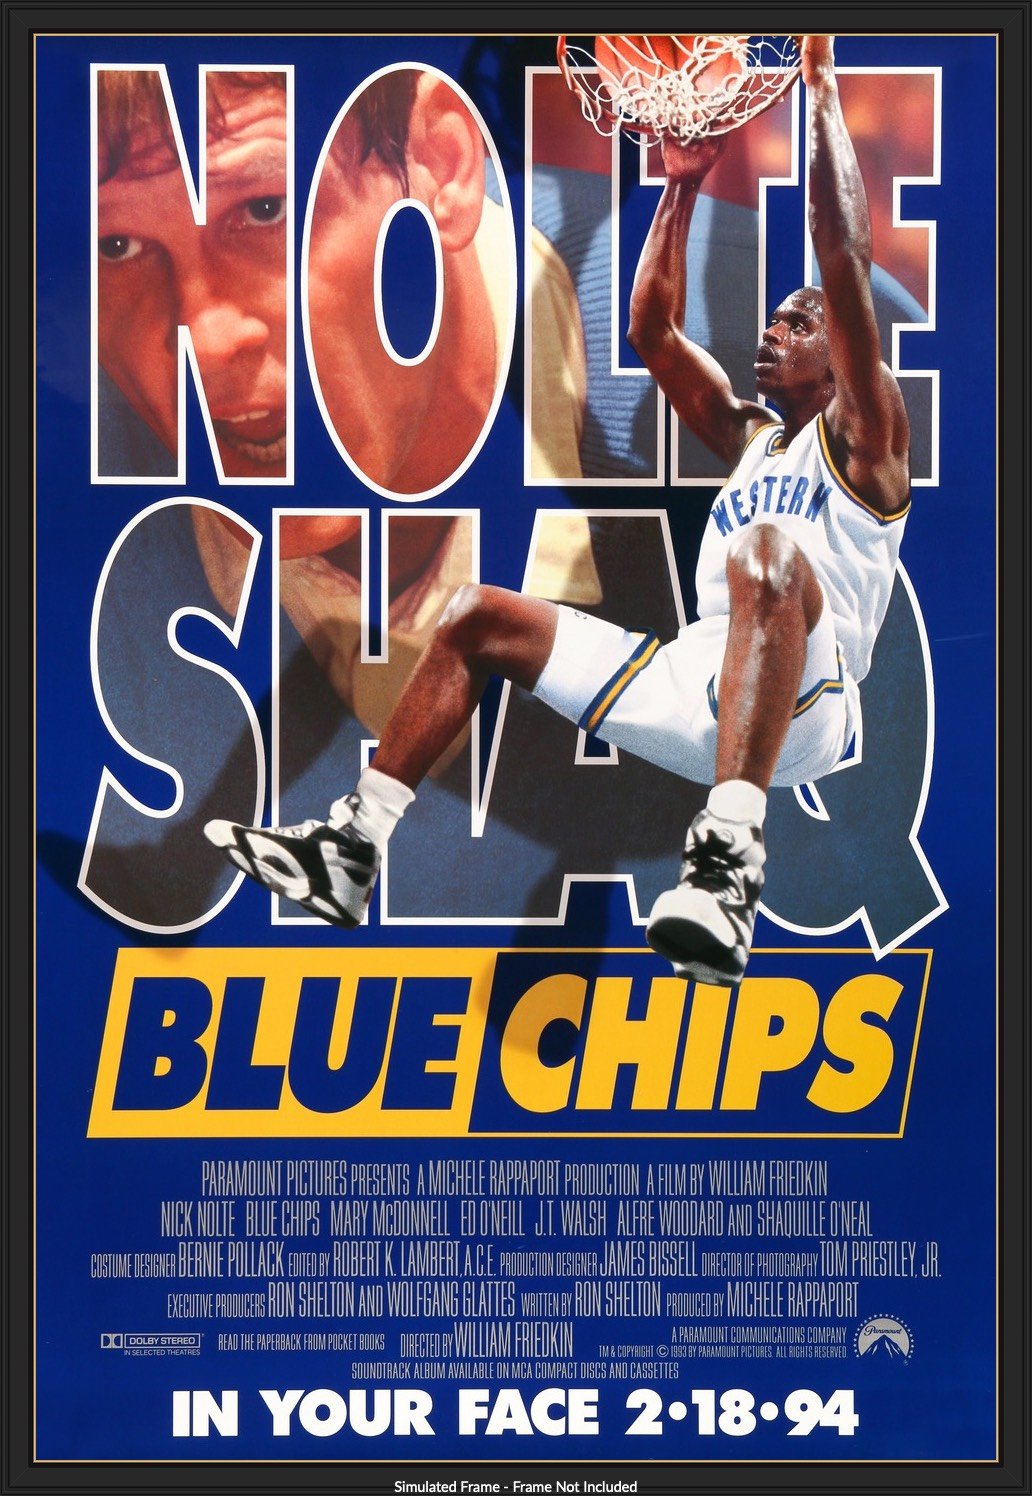 NOLTE
SHAQ
WESTERN
BLUE CHIPS
PARAMOUNT PICTURES PRESENTS A MICHELE RAPPAPORT PRODUCTION A FILM BY WILLIAM FRIEDKIN
NICK NOLTE BLUE CHIPS MARY McDONNELL ED O'NEILL J.T. WALSH ALFRE WOODARD AND SHAQUILLE O'NEAL
COSTUME DESIGNER BERNIE POLLACK EDITED BY ROBERT K. LAMBERT, A.C.E. PRODUCTION DESIGNER JAMES BISSELL DIRECTOR OF PHOTOGRAPHY TOM PRIESTLEY, JR.
EXECUTIVE PRODUCERS RON SHELTON AND WOLFGANG GLATTES WRITTEN BY RON SHELTON PRODUCED BY MICHELE RAPPAPORT
DOLBY STEREO
IN SELECTED THEATRES
READ THE PAPERBACK FROM POCKET BOOKS
DIRECTED BY WILLIAM FRIEDKIN
A PARAMOUNT COMMUNICATIONS COMPANY
TM & COPYRIGHT © 1993 BY PARAMOUNT PICTURES. ALL RIGHTS RESERVED.
Paramount
SOUNDTRACK ALBUM AVAILABLE ON MCA COMPACT DISCS AND CASSETTES
IN YOUR FACE 2•18•94
Simulated Frame - Frame Not Included